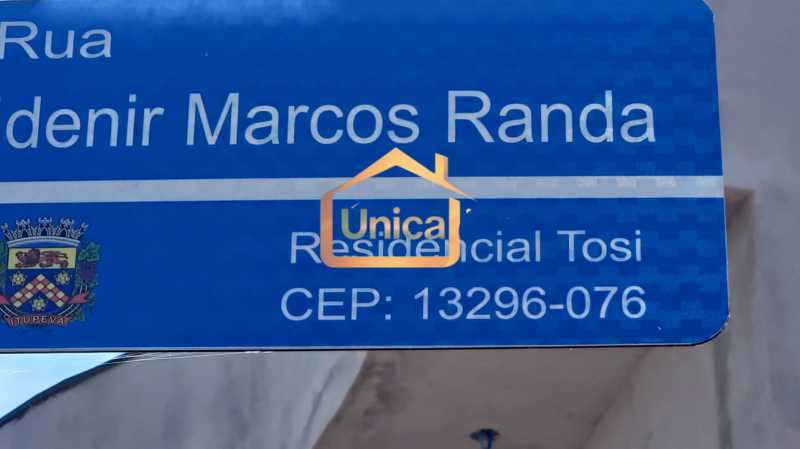 Rua
denir Marcos Randa
Única
Residencial Tosi
CEP: 13296-076
ITUPEVA